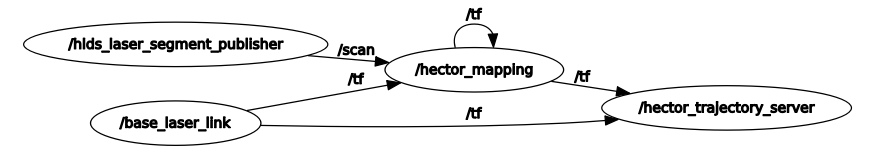 /tf
/hlds_laser_segment_publisher
/scan
/hector_mapping
/tf
/tf
/hector_trajectory_server
/base_laser_link
/tf